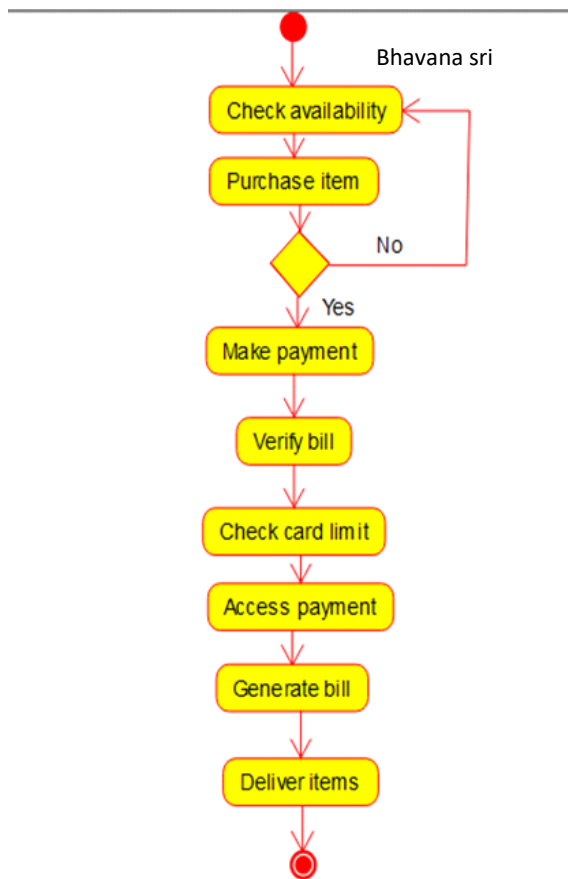 Bhavana sri
Check availability
Purchase item
No
Yes
Make payment
Verify bill
Check card limit
Access payment
Generate bill
Deliver items